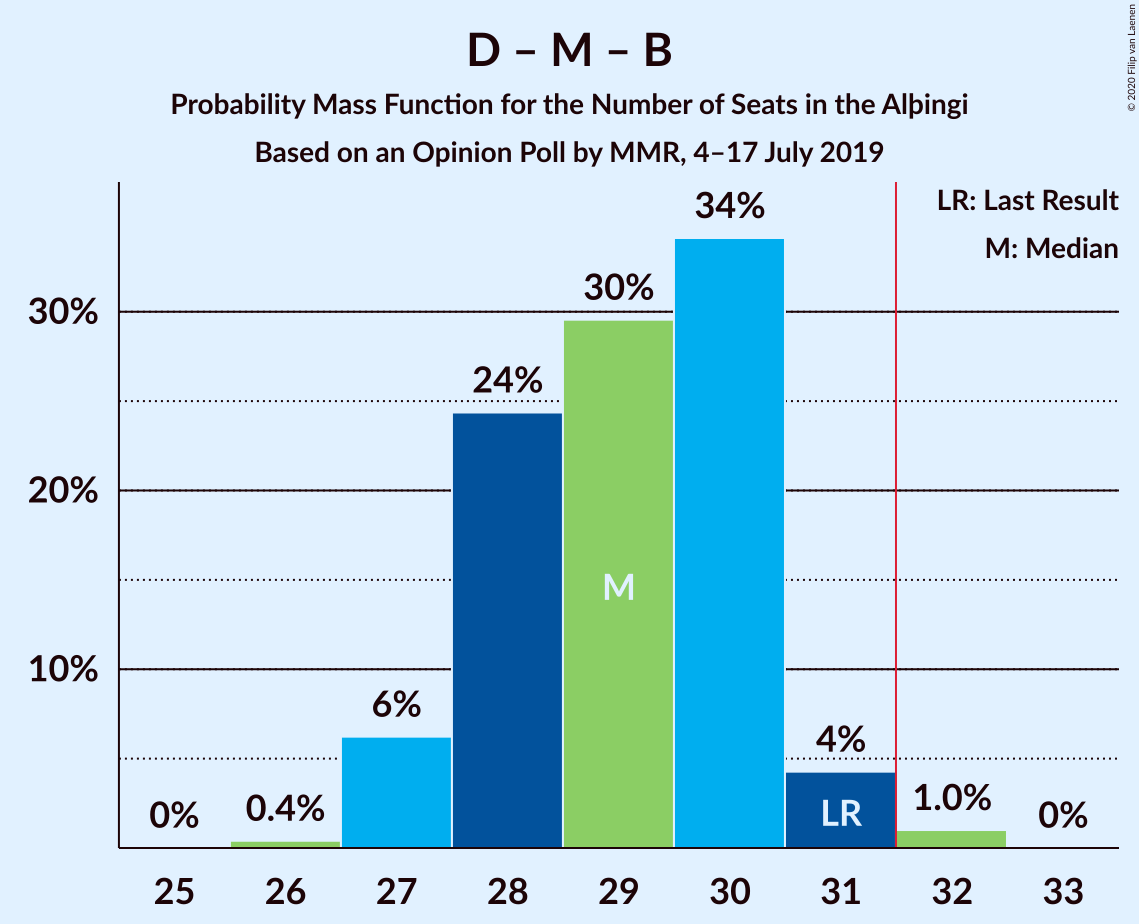 D – M – B
Probability Mass Function for the Number of Seats in the Alþingi
Based on an Opinion Poll by MMR, 4–17 July 2019
© 2020 Filip van Laenen
LR: Last Result
M: Median
34%
30%
24%
6%
4%
1.0%
0.4%
0%
0%
M
LR
30%
20%
10%
25 26 27 28 29 30 31 32 33